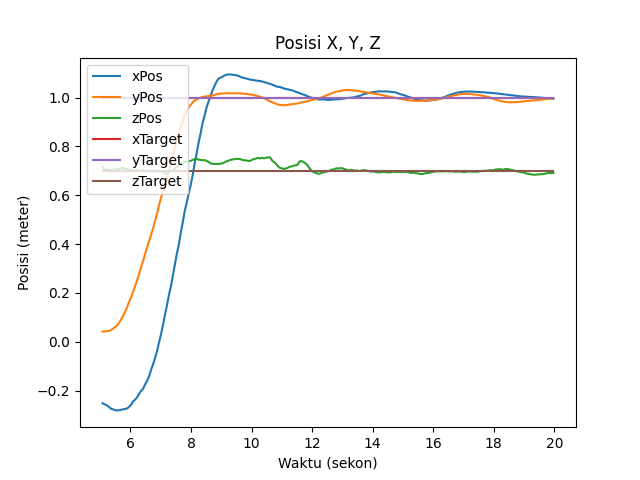 Posisi X, Y, Z
xPos
yPos
zPos
xTarget
yTarget
zTarget
1.0
0.8
0.6
0.4
0.2
0.0
−0.2
Posisi (meter)
6 8 10 12 14 16 18 20
Waktu (sekon)